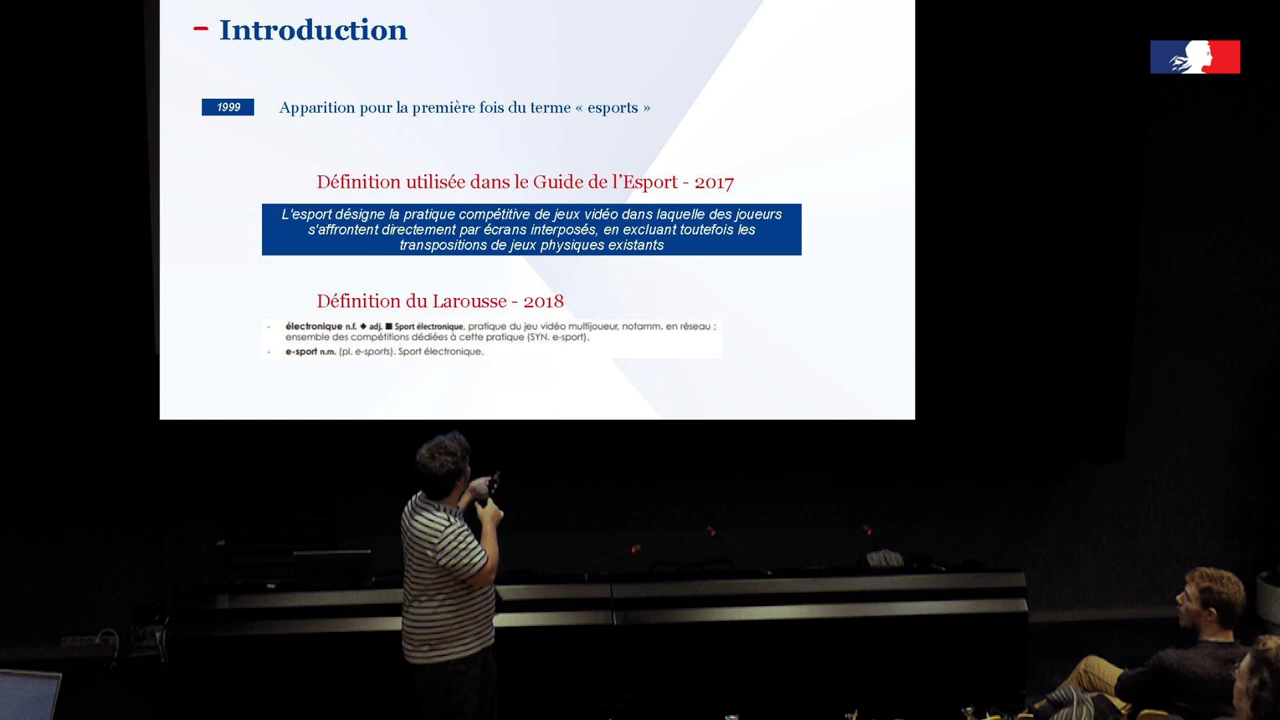 – Introduction
1999
Apparition pour la première fois du terme « esports »
Définition utilisée dans le Guide de l'Esport - 2017
L'esport désigne la pratique compétitive de jeux vidéo dans laquelle des joueurs
s'affrontent directement par écrans interposés, en excluant toutefois les
transpositions de jeux physiques existants
Définition du Larousse - 2018
- électronique n.f. ◆ adj. ■ Sport électronique, pratique du jeu vidéo multijoueur, notamm. en réseau ;
ensemble des compétitions dédiées à cette pratique (SYN. e-sport).
- e-sport n.m. (pl. e-sports). Sport électronique.